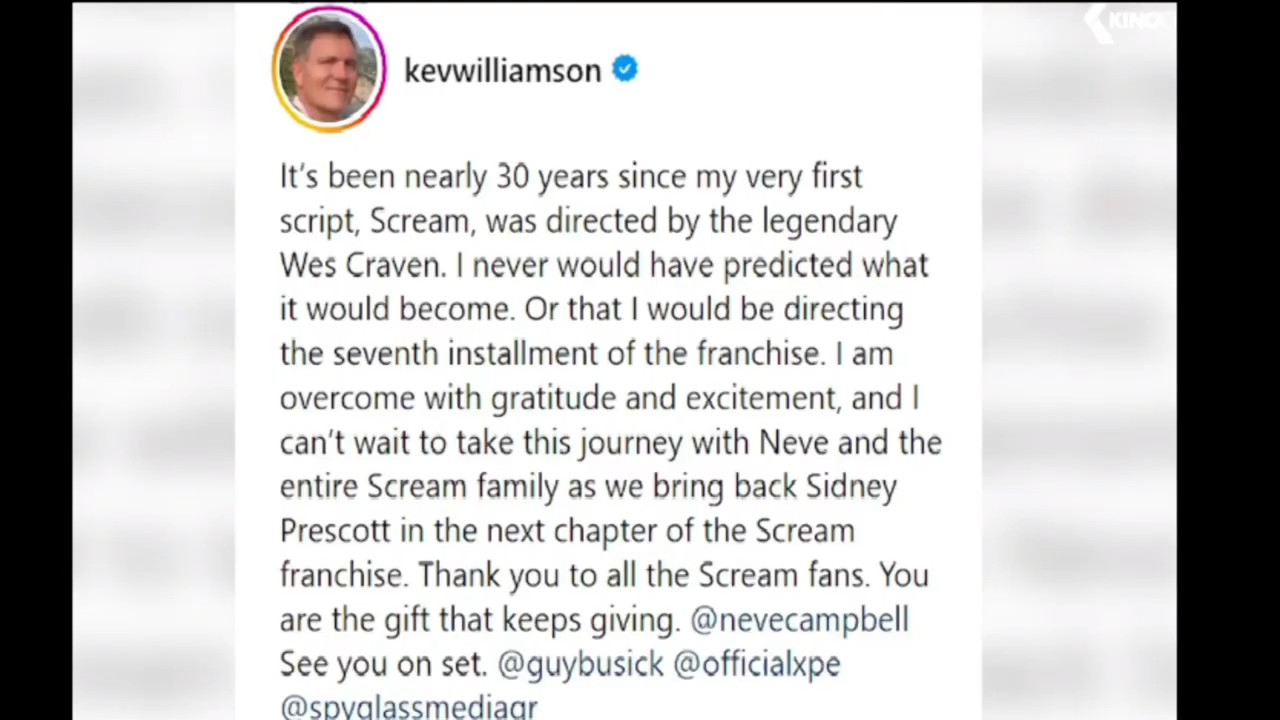 KINO
kevwilliamson
It's been nearly 30 years since my very first
script, Scream, was directed by the legendary
Wes Craven. I never would have predicted what
it would become. Or that I would be directing
the seventh installment of the franchise. I am
overcome with gratitude and excitement, and I
can't wait to take this journey with Neve and the
entire Scream family as we bring back Sidney
Prescott in the next chapter of the Scream
franchise. Thank you to all the Scream fans. You
are the gift that keeps giving. @nevecampbell
See you on set. @guybusick @officialxpe
@spyglassmediagr